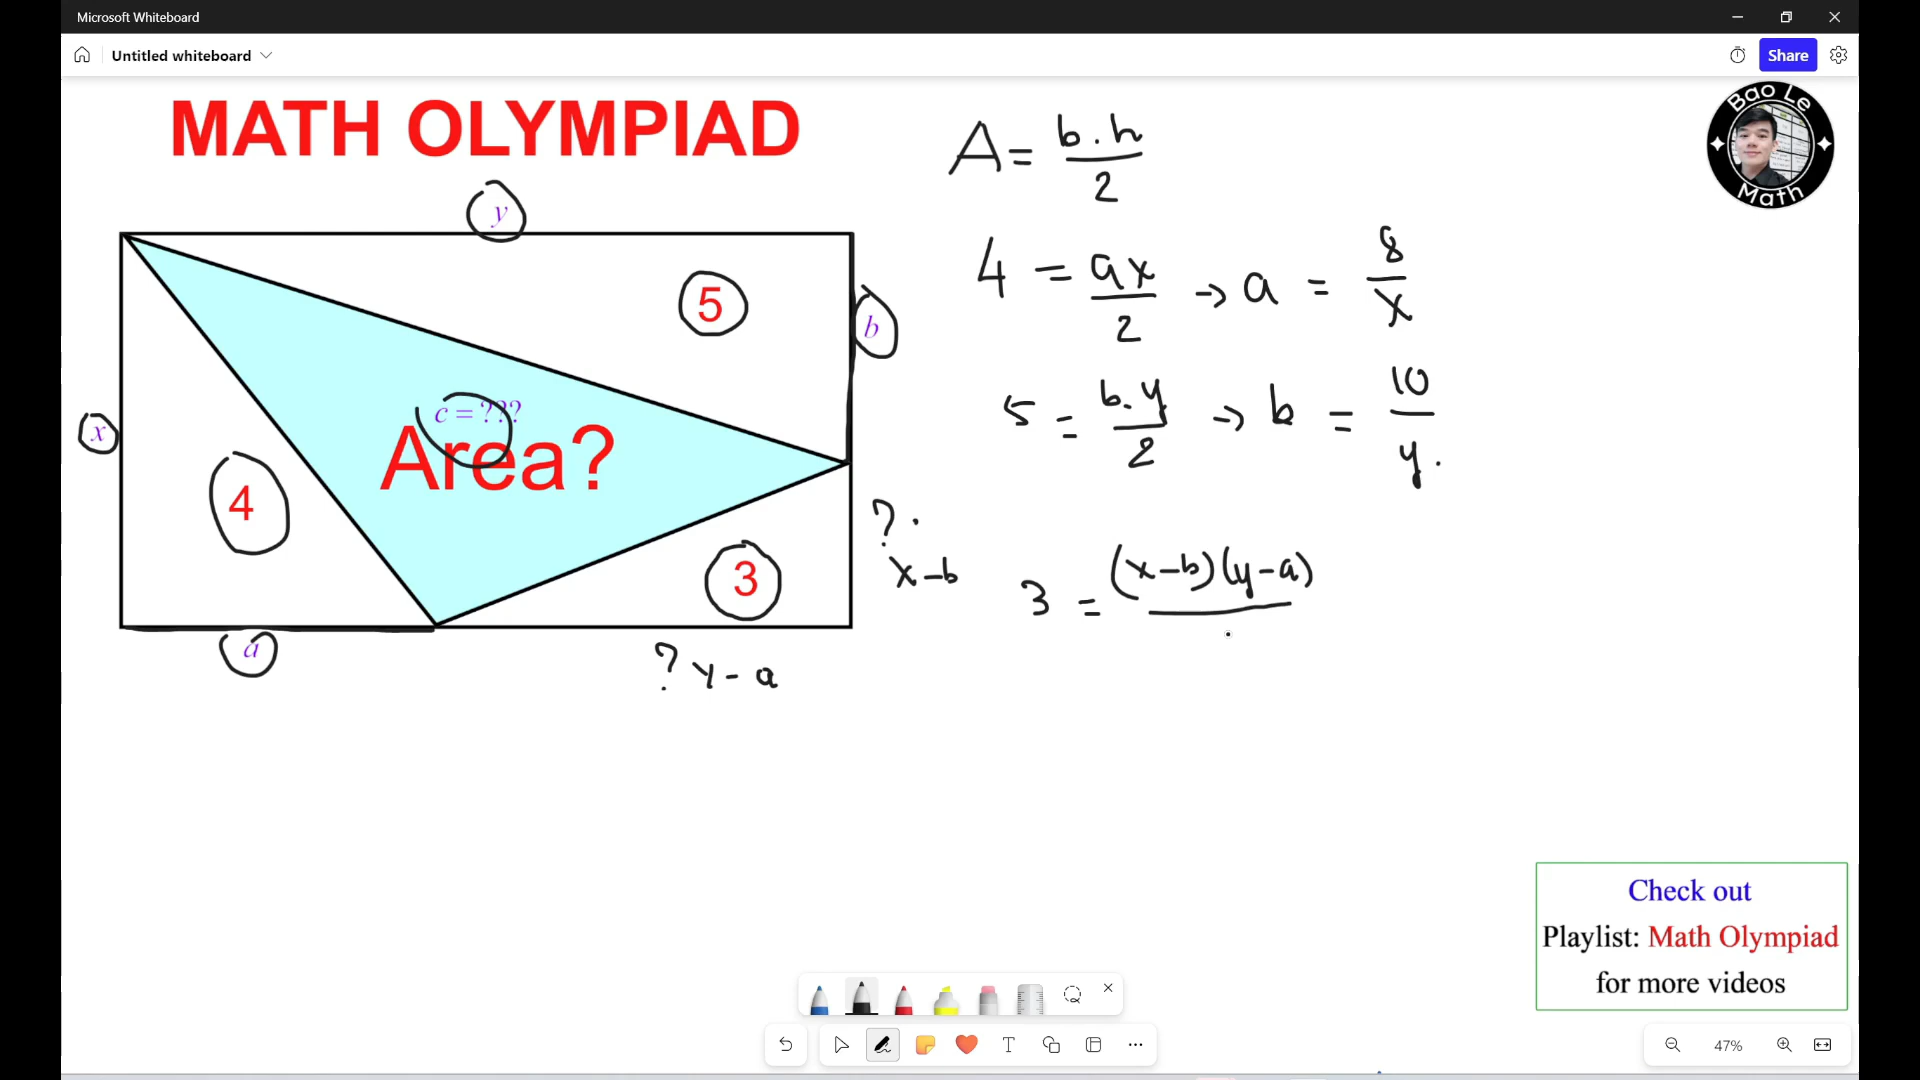 Microsoft Whiteboard
Untitled whiteboard
Share
MATH OLYMPIAD
Bao Le
Math
y
5
b
x
c = ???
Area?
4
3
a
? y - a
?
x - b
A = b.h / 2
4 = ax / 2 → a = 8 / x
5 = b.y / 2 → b = 10 / y.
3 = (x-b)(y-a)
Check out
Playlist: Math Olympiad
for more videos
47%